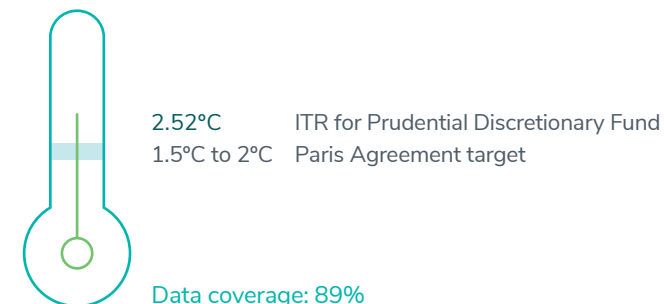 2.52°C ITR for Prudential Discretionary Fund
1.5°C to 2°C Paris Agreement target
Data coverage: 89%